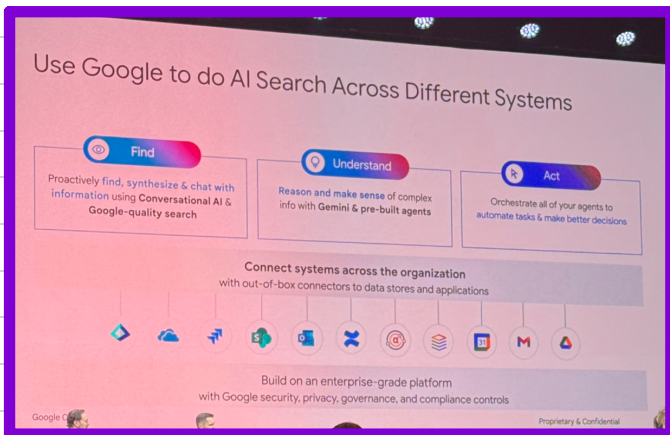 Use Google to do AI Search Across Different Systems
Find
Proactively find, synthesize & chat with
information using Conversational AI &
Google-quality search
Understand
Reason and make sense of complex
info with Gemini & pre-built agents
Act
Orchestrate all of your agents to
automate tasks & make better decisions
Connect systems across the organization
with out-of-box connectors to data stores and applications
31
Build on an enterprise-grade platform
with Google security, privacy, governance, and compliance controls
Google
Proprietary & Confidential